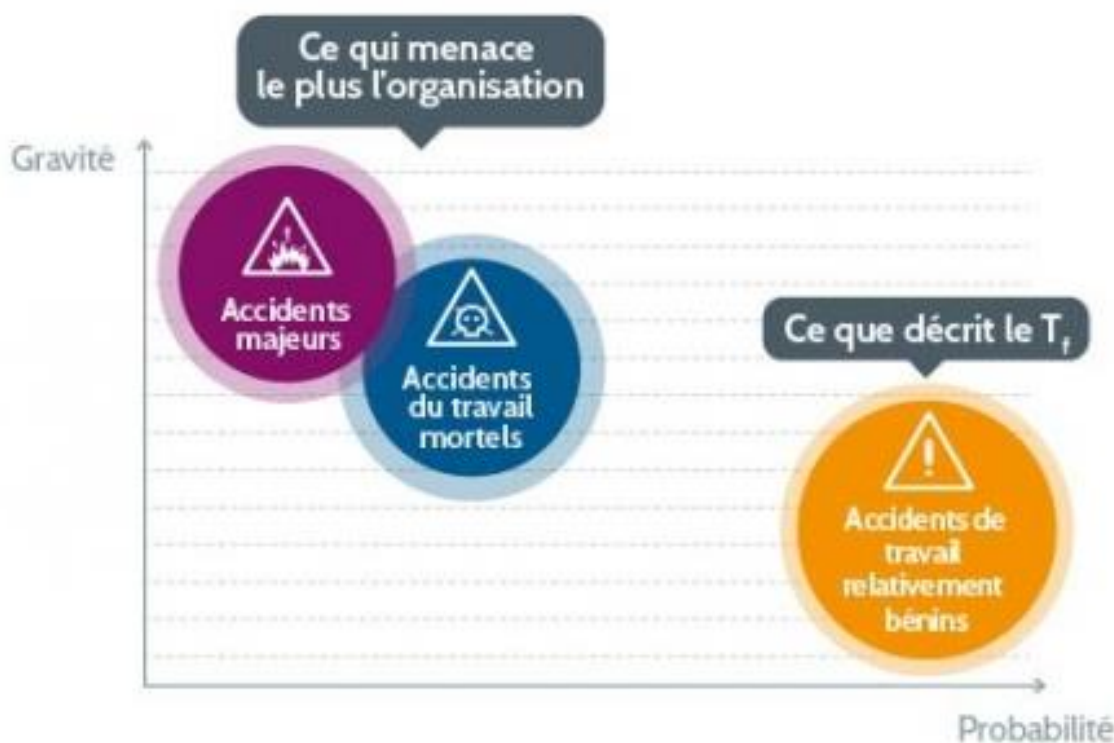 Ce qui menace
le plus l'organisation
Gravité
Accidents
majeurs
Accidents
du travail
mortels
Ce que décrit le Tf
Accidents de
travail
relativement
bénins
Probabilité